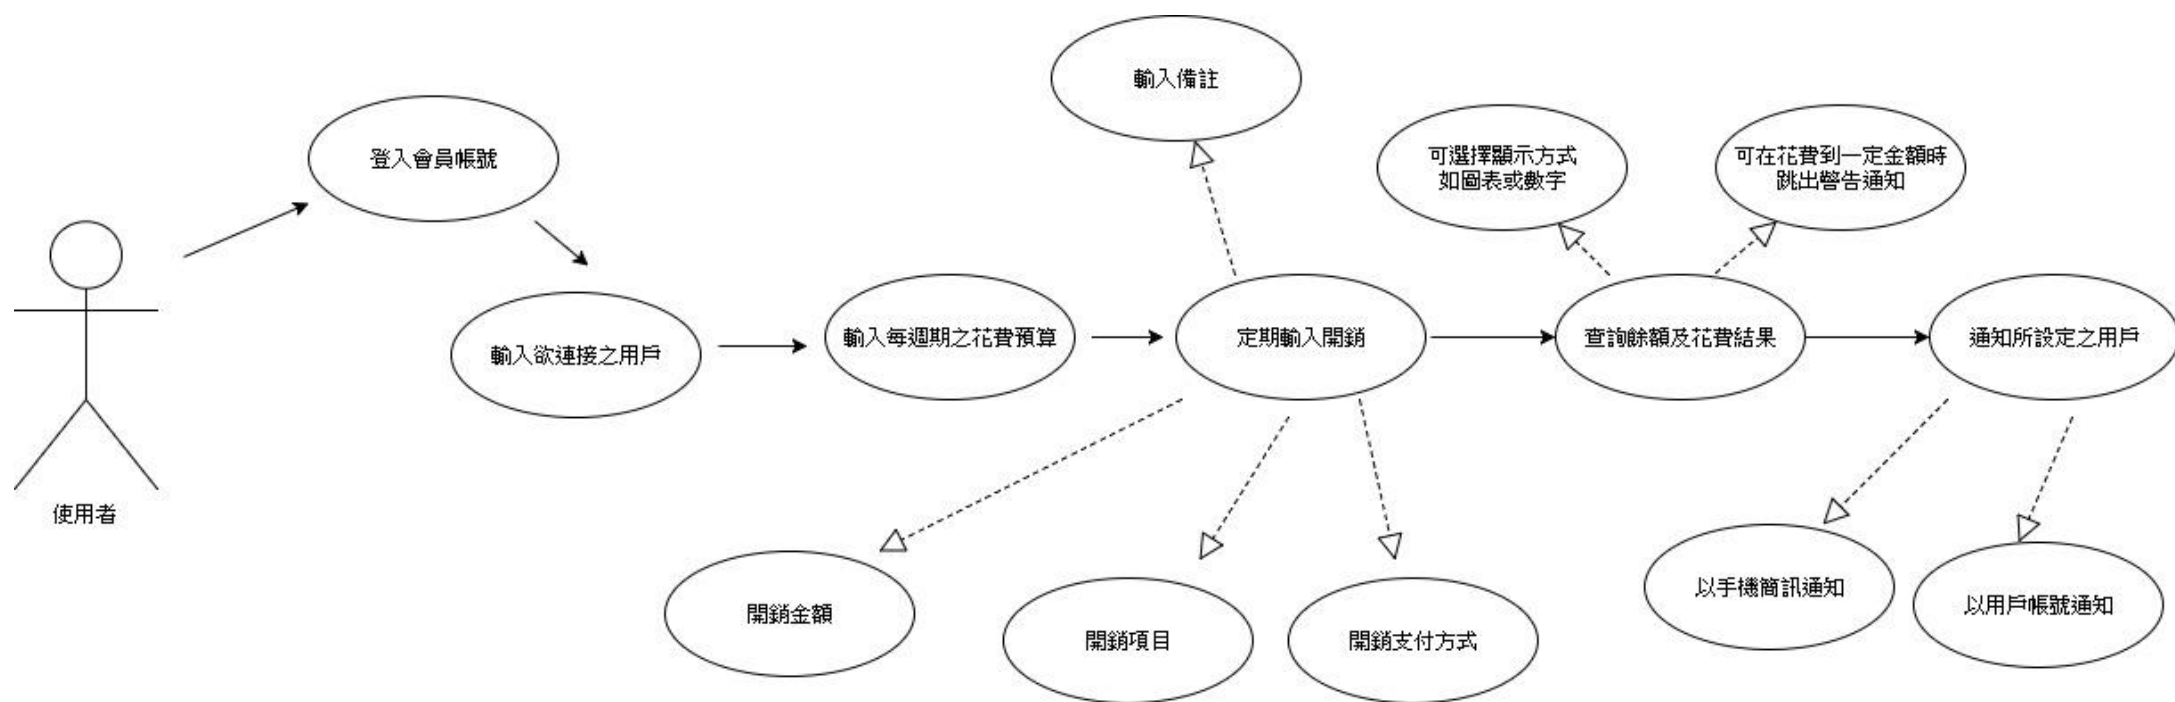 輸入備註
登入會員帳號
可選擇顯示方式
如圖表或數字
可在花費到一定金額時
跳出警告通知
輸入欲連接之用戶
輸入每週期之花費預算
定期輸入開銷
查詢餘額及花費結果
通知所設定之用戶
使用者
開銷金額
開銷項目
開銷支付方式
以手機簡訊通知
以用戶帳號通知